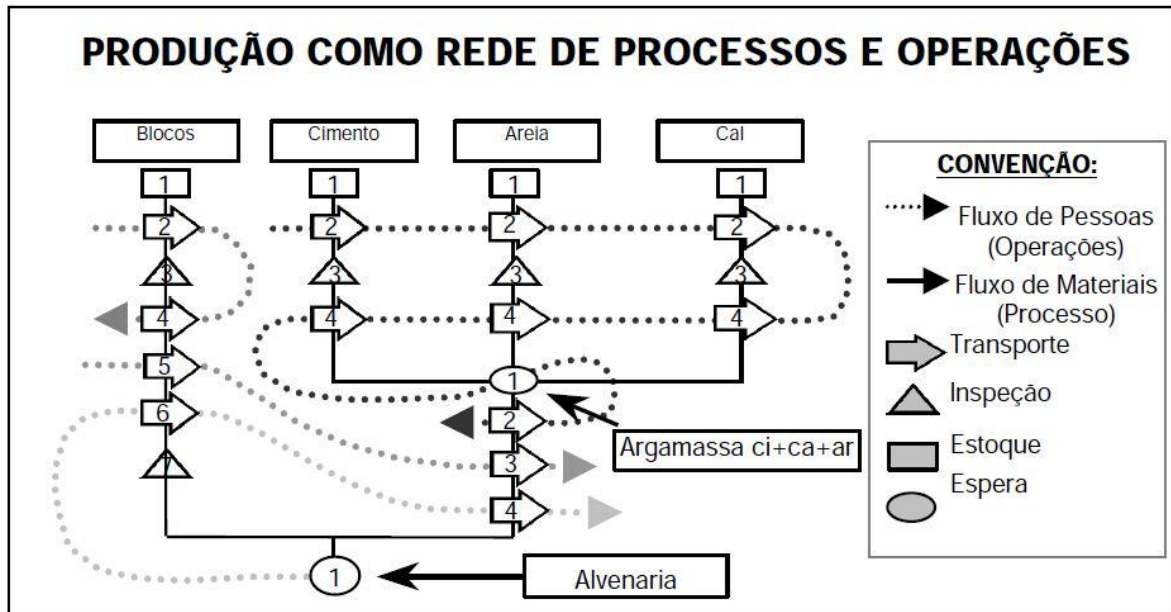 PRODUÇÃO COMO REDE DE PROCESSOS E OPERAÇÕES
Blocos
Cimento
Areia
Cal
1
1
1
1
2
2
2
2
3
3
3
3
4
4
4
4
5
6
7
1
2
3
4
Argamassa ci+ca+ar
1
Alvenaria
CONVENÇÃO:
Fluxo de Pessoas
(Operações)
Fluxo de Materiais
(Processo)
Transporte
Inspeção
Estoque
Espera